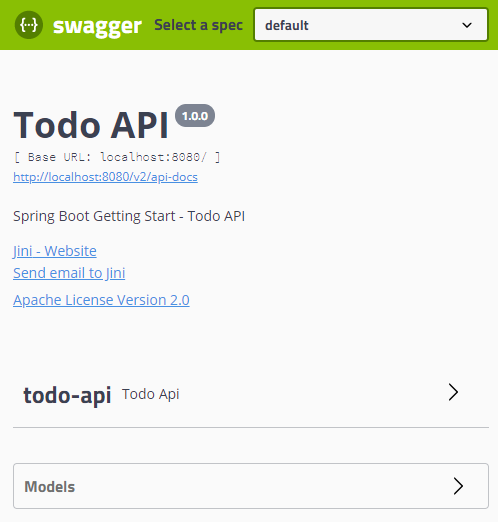 {···} swagger Select a spec default
Todo API 1.0.0
[ Base URL: localhost:8080/ ]
http://localhost:8080/v2/api-docs
Spring Boot Getting Start - Todo API
Jini - Website
Send email to Jini
Apache License Version 2.0
todo-api Todo Api
Models